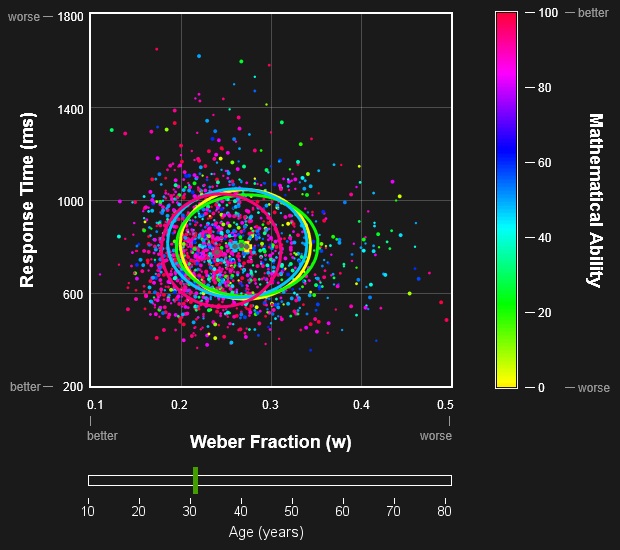 worse
1800
1400
1000
600
better
200
Response Time (ms)
0.1
0.2
0.3
0.4
0.5
better
worse
Weber Fraction (w)
10
20
30
40
50
60
70
80
Age (years)
100
better
80
60
40
20
0
worse
Mathematical Ability